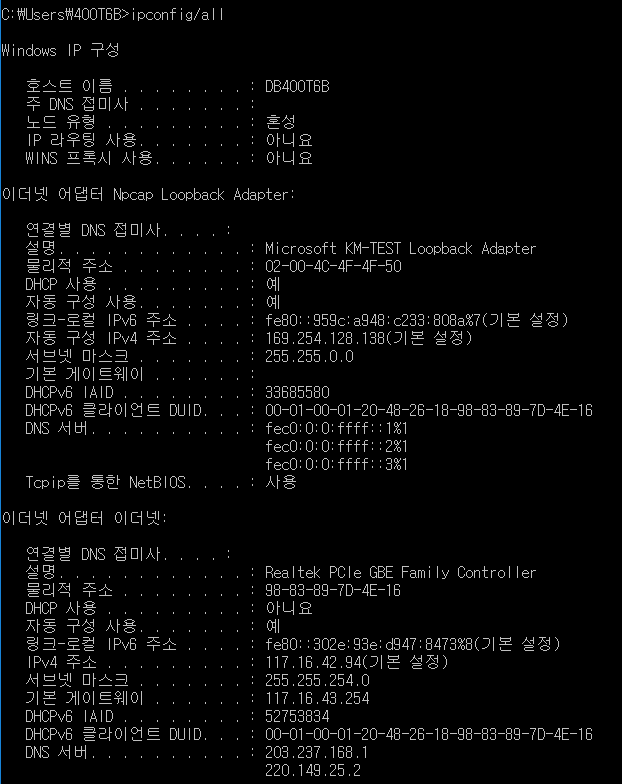 C:\Users\400T6B>ipconfig/all
Windows IP 구성
호스트 이름 . . . . . . . . : DB400T6B
주 DNS 접미사 . . . . . . . :
노드 유형 . . . . . . . . . : 혼성
IP 라우팅 사용. . . . . . . : 아니요
WINS 프록시 사용. . . . . . : 아니요
이더넷 어댑터 Npcap Loopback Adapter:
연결별 DNS 접미사. . . . :
설명. . . . . . . . . . . . : Microsoft KM-TEST Loopback Adapter
물리적 주소 . . . . . . . . : 02-00-4C-4F-4F-50
DHCP 사용 . . . . . . . . . : 예
자동 구성 사용. . . . . . . : 예
링크-로컬 IPv6 주소 . . . . : fe80::959c:a948:c233:808a%7(기본 설정)
자동 구성 IPv4 주소 . . . . : 169.254.128.138(기본 설정)
서브넷 마스크 . . . . . . . : 255.255.0.0
기본 게이트웨이 . . . . . . :
DHCPv6 IAID . . . . . . . . : 33685580
DHCPv6 클라이언트 DUID. . . : 00-01-00-01-20-48-26-18-98-83-89-7D-4E-16
DNS 서버. . . . . . . . . . : fec0:0:0:ffff::1%1
fec0:0:0:ffff::2%1
fec0:0:0:ffff::3%1
Tcpip를 통한 NetBIOS. . . . : 사용
이더넷 어댑터 이더넷:
연결별 DNS 접미사. . . . :
설명. . . . . . . . . . . . : Realtek PCIe GBE Family Controller
물리적 주소 . . . . . . . . : 98-83-89-7D-4E-16
DHCP 사용 . . . . . . . . . : 아니요
자동 구성 사용. . . . . . . : 예
링크-로컬 IPv6 주소 . . . . : fe80::302e:93e:d947:8473%8(기본 설정)
IPv4 주소 . . . . . . . . . : 117.16.42.94(기본 설정)
서브넷 마스크 . . . . . . . : 255.255.254.0
기본 게이트웨이 . . . . . . : 117.16.43.254
DHCPv6 IAID . . . . . . . . : 52753834
DHCPv6 클라이언트 DUID. . . : 00-01-00-01-20-48-26-18-98-83-89-7D-4E-16
DNS 서버. . . . . . . . . . : 203.237.168.1
220.149.25.2